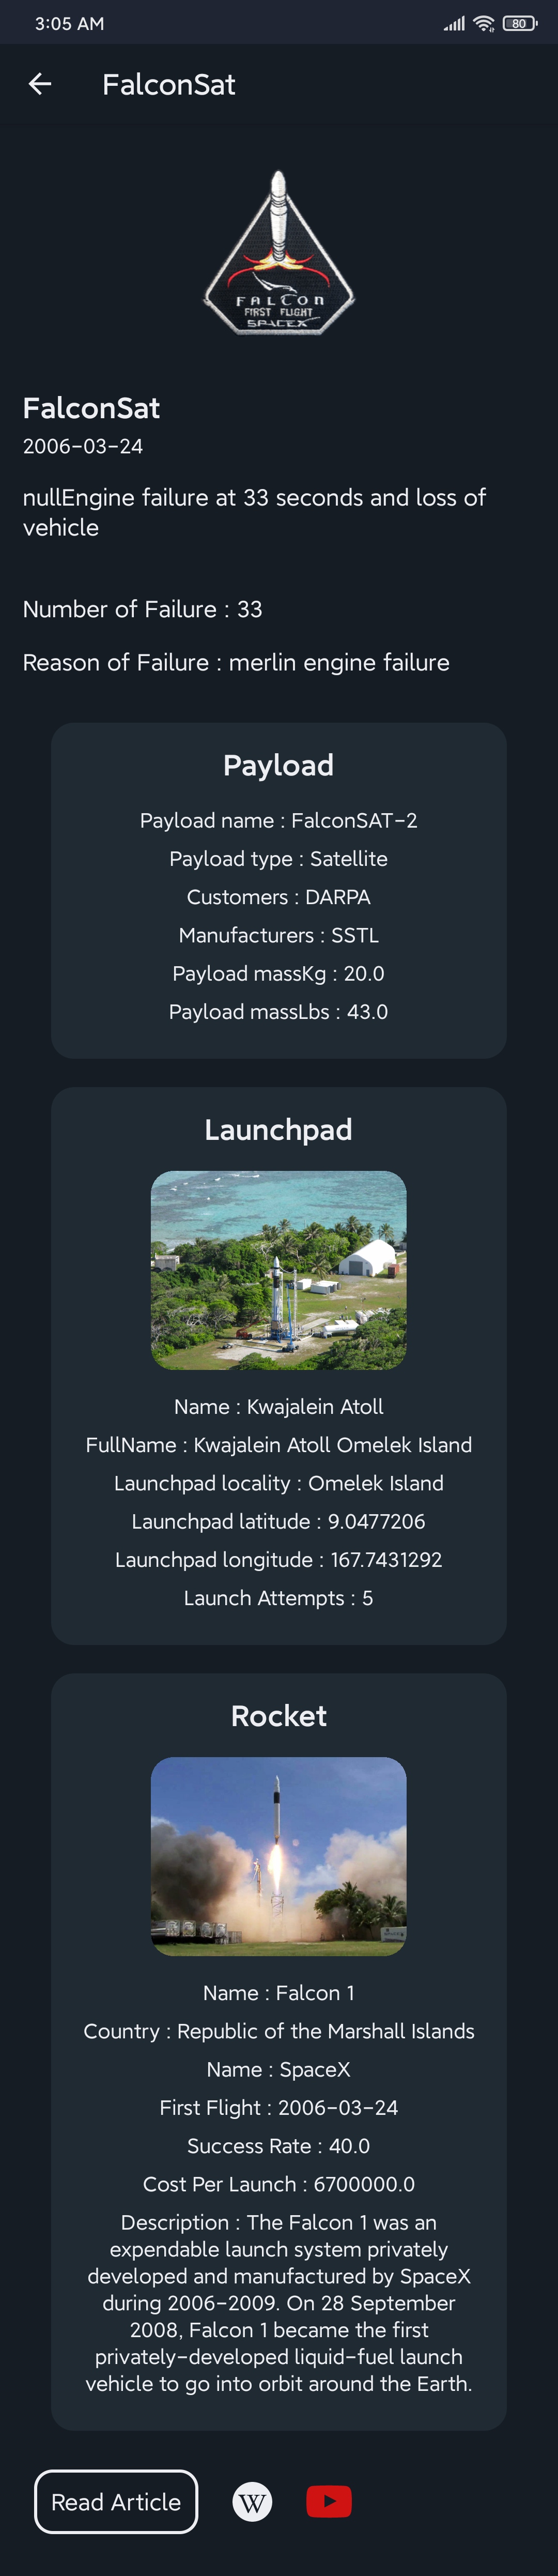 3:05 AM
80
FalconSat
FALCON
FIRST FLIGHT
SPACEX
FalconSat
2006-03-24
nullEngine failure at 33 seconds and loss of
vehicle
Number of Failure : 33
Reason of Failure : merlin engine failure
Payload
Payload name : FalconSAT-2
Payload type : Satellite
Customers : DARPA
Manufacturers : SSTL
Payload massKg : 20.0
Payload massLbs : 43.0
Launchpad
Name : Kwajalein Atoll
FullName : Kwajalein Atoll Omelek Island
Launchpad locality : Omelek Island
Launchpad latitude : 9.0477206
Launchpad longitude : 167.7431292
Launch Attempts : 5
Rocket
Name : Falcon 1
Country : Republic of the Marshall Islands
Name : SpaceX
First Flight : 2006-03-24
Success Rate : 40.0
Cost Per Launch : 6700000.0
Description : The Falcon 1 was an
expendable launch system privately
developed and manufactured by SpaceX
during 2006-2009. On 28 September
2008, Falcon 1 became the first
privately-developed liquid-fuel launch
vehicle to go into orbit around the Earth.
Read Article
W